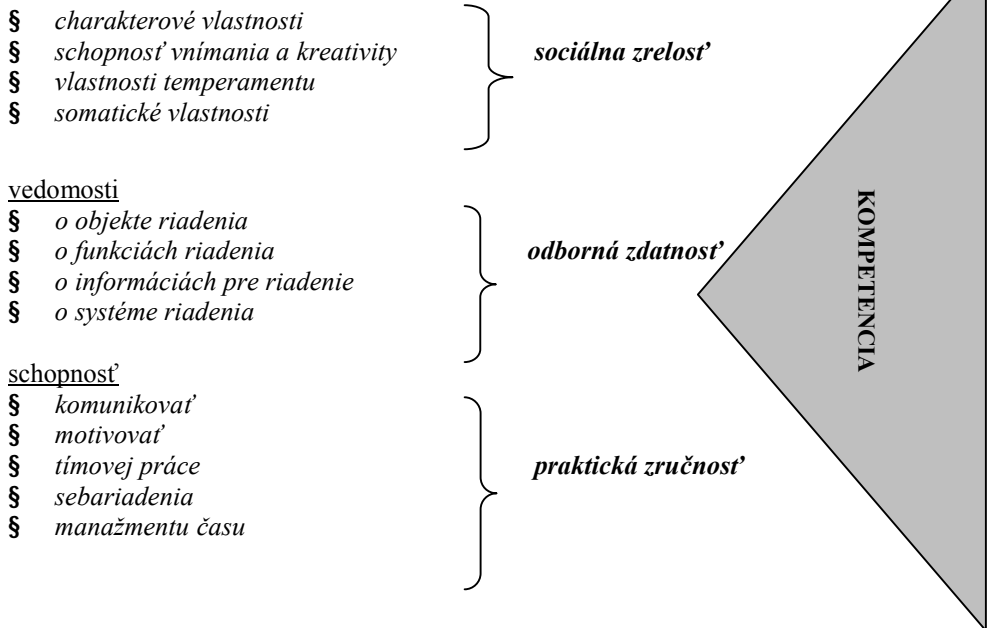 § charakterové vlastnosti
§ schopnosť vnímania a kreativity
§ vlastnosti temperamentu
§ somatické vlastnosti
sociálna zrelosť
vedomosti
§ o objekte riadenia
§ o funkciách riadenia
§ o informáciách pre riadenie
§ o systéme riadenia
odborná zdatnosť
schopnosť
§ komunikovať
§ motivovať
§ tímovej práce
§ sebariadenia
§ manažmentu času
praktická zručnosť
KOMPETENCIA